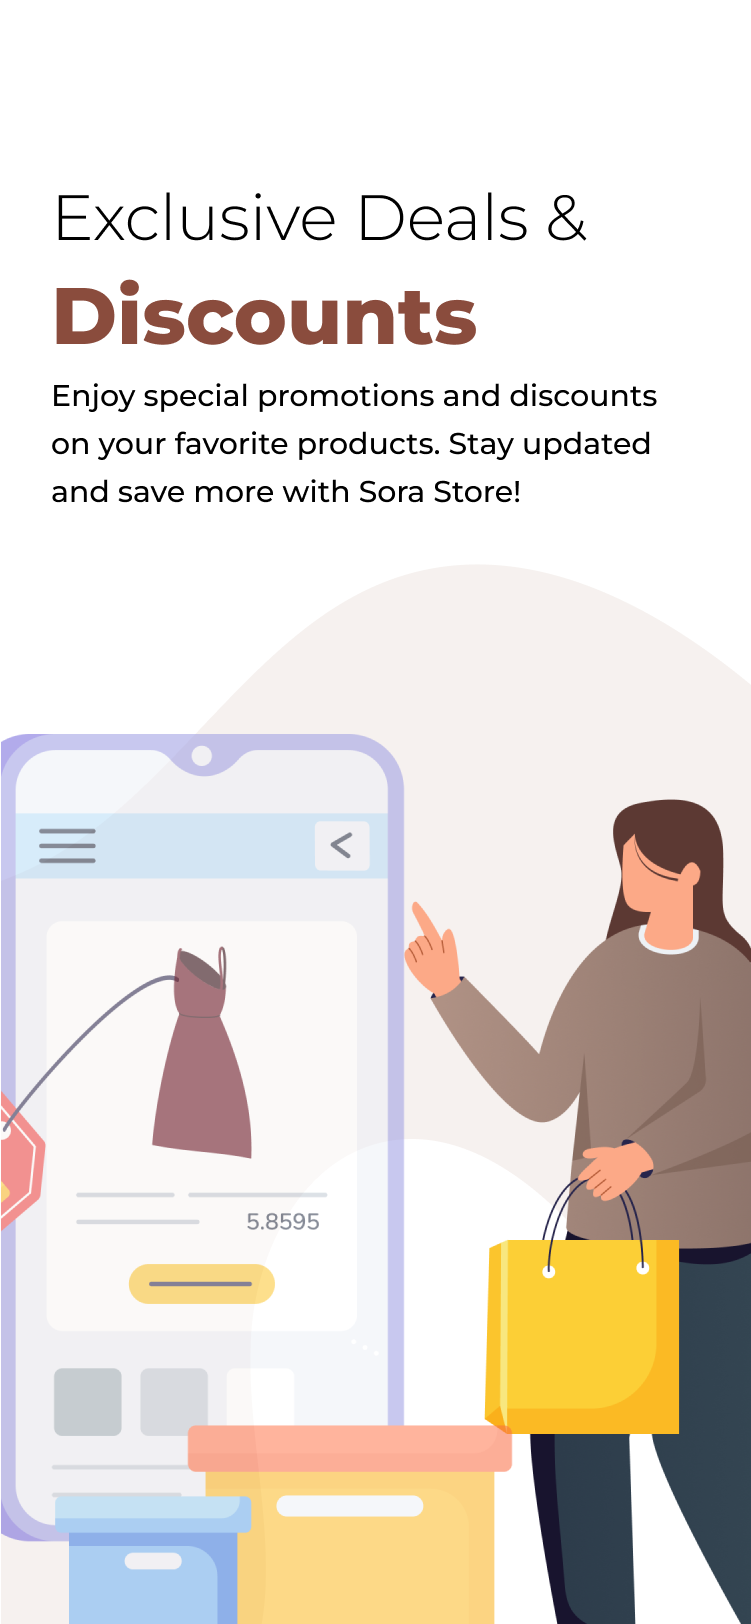 Exclusive Deals &
Discounts
Enjoy special promotions and discounts
on your favorite products. Stay updated
and save more with Sora Store!
5.8595